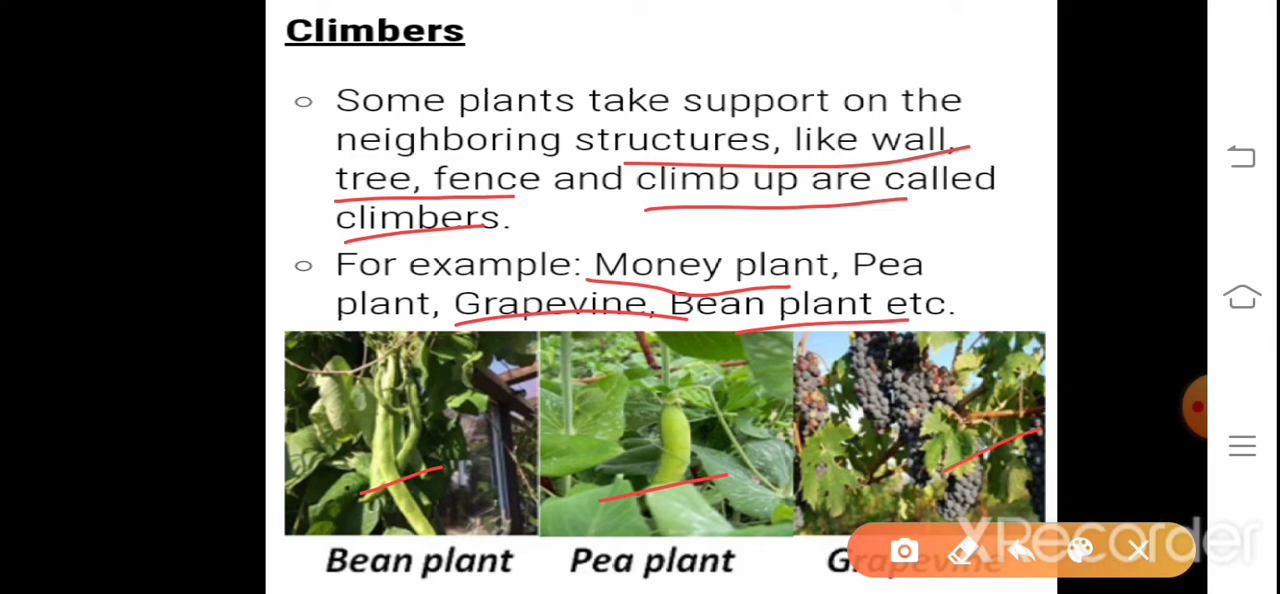 Climbers
Some plants take support on the
neighboring structures, like wall,
tree, fence and climb up are called
climbers.
For example: Money plant, Pea
plant, Grapevine, Bean plant etc.
Bean plant Pea plant Grapevine
XRecorder